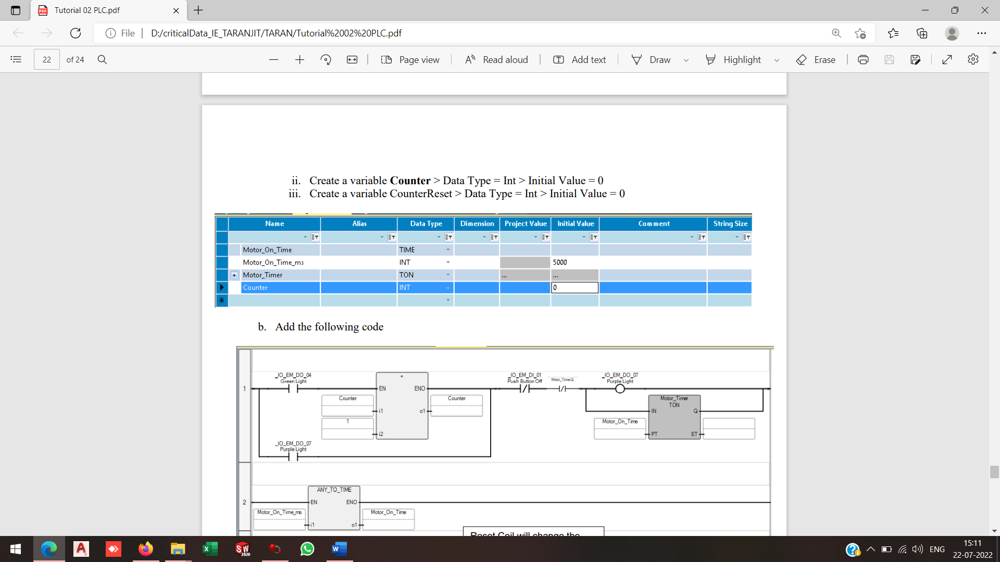 Tutorial 02 PLC.pdf
File
D:/criticalData_IE_TARANJIT/TARAN/Tutorial%2002%20PLC.pdf
22 of 24
Page view
Read aloud
Add text
Draw
Highlight
Erase
ii. Create a variable Counter > Data Type = Int > Initial Value = 0
iii. Create a variable CounterReset > Data Type = Int > Initial Value = 0
Name Alias Data Type Dimension Project Value Initial Value Comment String Size
Motor_On_Time TIME
Motor_On_Time_ms INT 5000
+ Motor_Timer TON ... ...
Counter INT 0
*
b. Add the following code
1
_IO_EM_DO_04
Green Light
+
EN ENO
Counter
i1
1
i2
o1
Counter
_IO_EM_DO_07
Purple Light
_IO_EM_DI_01
Push Button Off
Motor_Timer.Q
_IO_EM_DO_07
Purple Light
Motor_Timer
TON
IN Q
Motor_On_Time
PT ET
2
ANY_TO_TIME
EN ENO
Motor_On_Time_ms
i1 o1
Motor_On_Time
Reset Coil will change the
SW
2020
ENG
15:11
22-07-2022